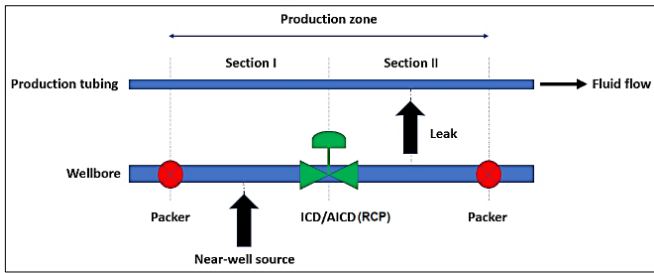 Production zone
Section I Section II
Production tubing Fluid flow
Leak
Wellbore
Packer ICD/AICD (RCP) Packer
Near-well source